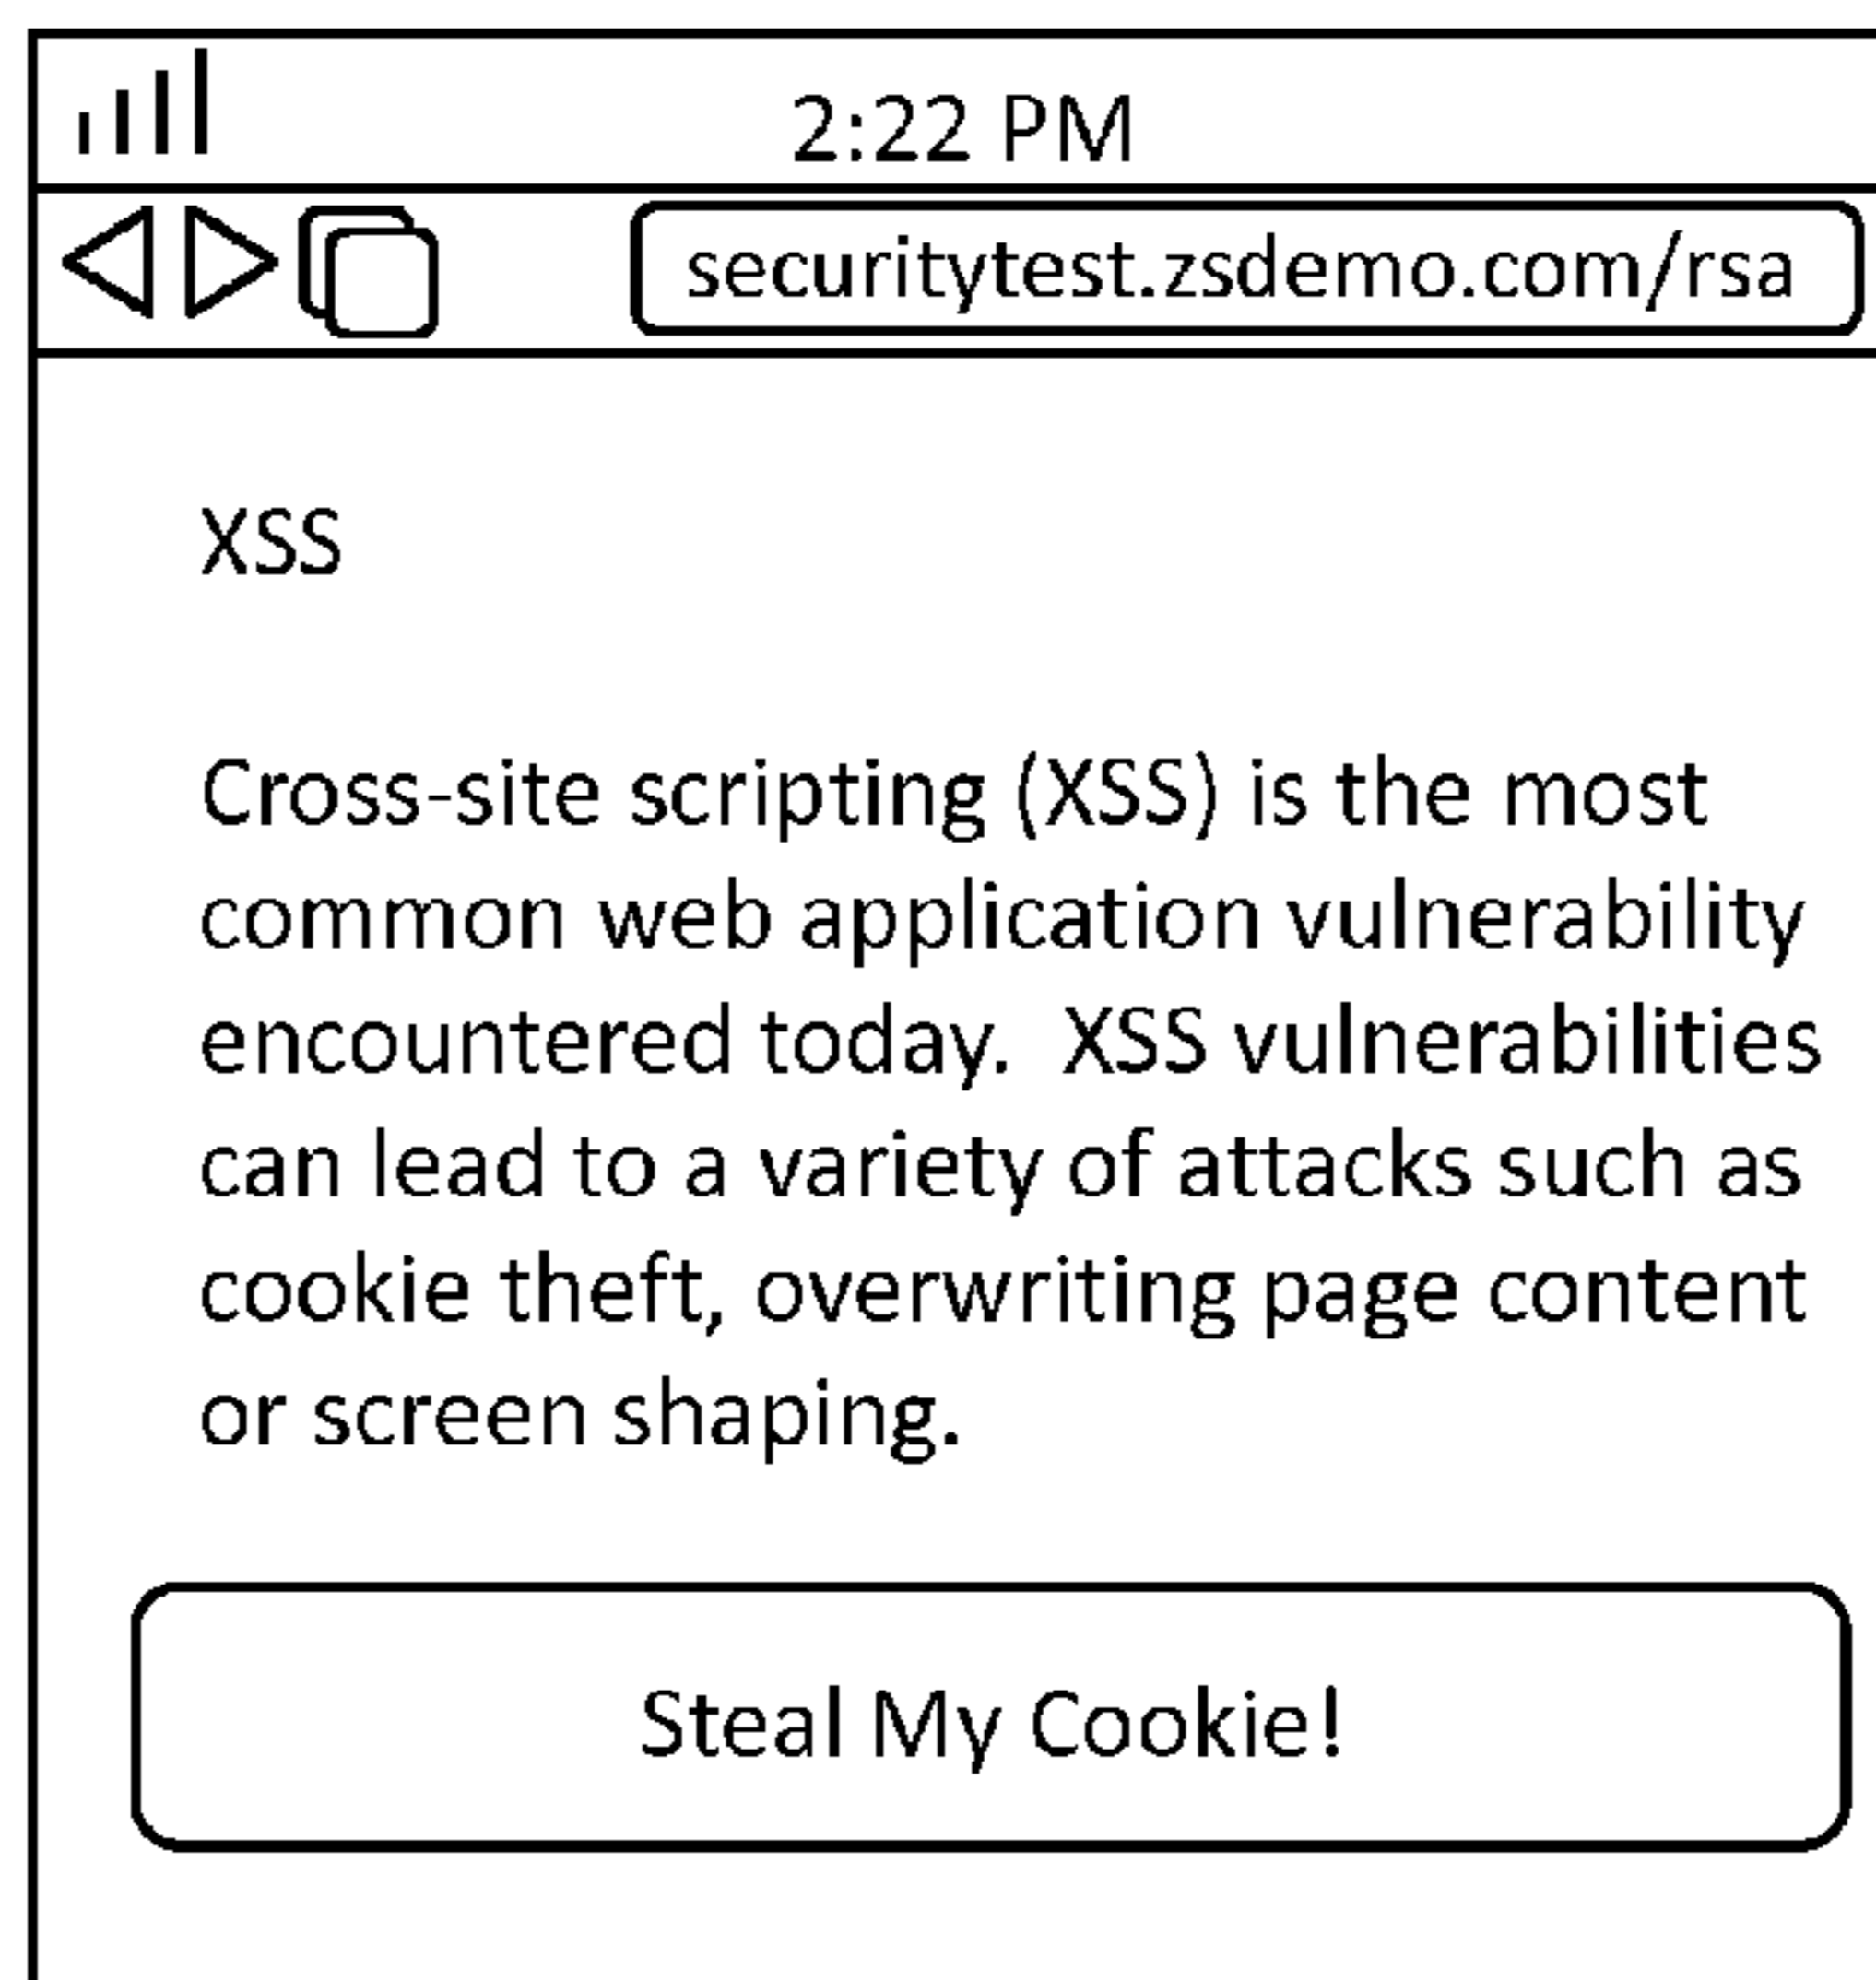 2:22 PM
securitytest.zsdemo.com/rsa
XSS
Cross-site scripting (XSS) is the most
common web application vulnerability
encountered today.  XSS vulnerabilities
can lead to a variety of attacks such as
cookie theft, overwriting page content
or screen shaping.
Steal My Cookie!